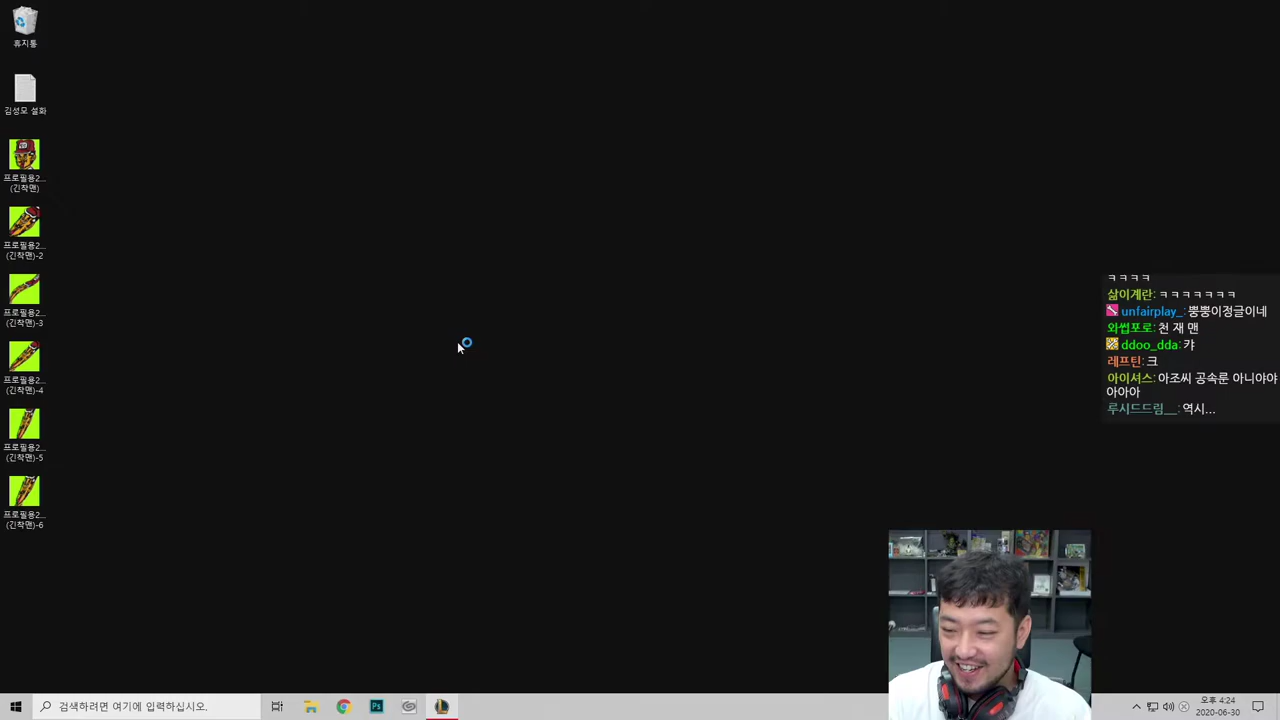 휴지통
김성모 설화
프로필용2...
(긴착맨)
프로필용2...
(긴착맨)-2
프로필용2...
(긴착맨)-3
프로필용2...
(긴착맨)-4
프로필용2...
(긴착맨)-5
프로필용2...
(긴착맨)-6
ㅋㅋㅋㅋ
삶이계란: ㅋㅋㅋㅋㅋㅋㅋ
unfairplay_: 뿡뿡이정글이네
와썹포로: 천 재 맨
ddoo_dda: 캬
레프틴: 크
아이셔스: 아조씨 공속룬 아니야야
아아아
루시드드림__: 역시...
검색하려면 여기에 입력하십시오.
Ps
오후 4:24
2020-06-30